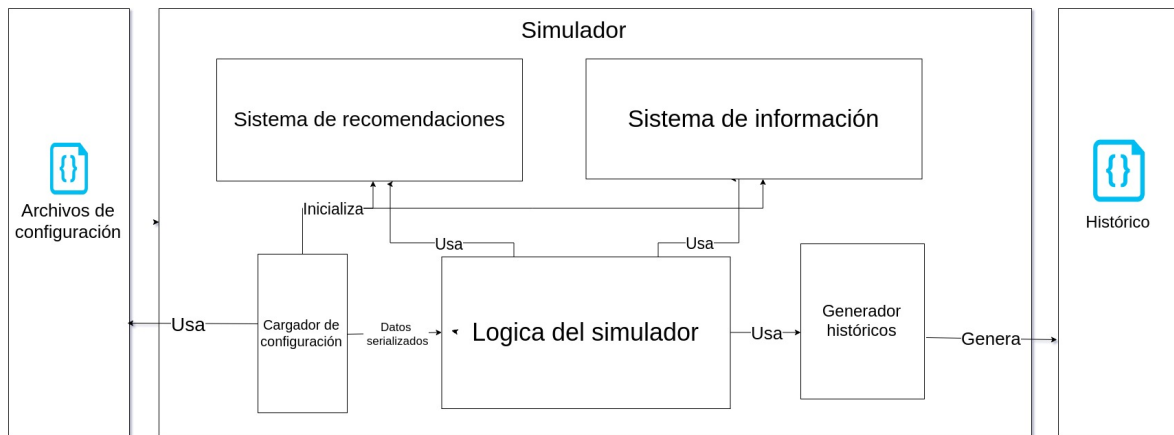 Simulador
Sistema de recomendaciones
Sistema de información
{}
Archivos de
configuración
{}
Histórico
Inicializa
Usa
Usa
Usa
Cargador de
configuración
Datos
serializados
Logica del simulador
Usa
Generador
históricos
Genera